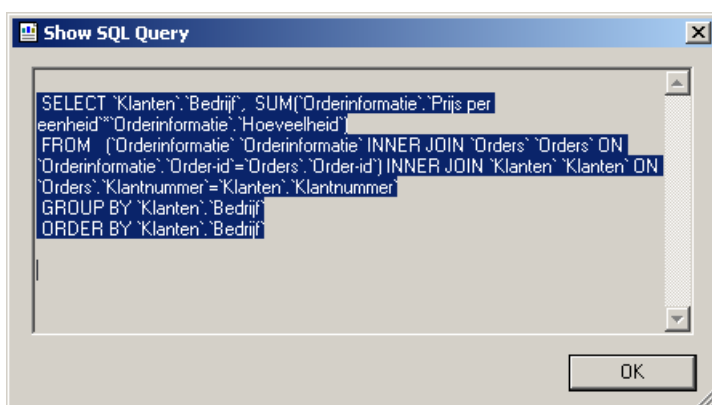 Show SQL Query
SELECT `Klanten`.`Bedrijf`, SUM(`Orderinformatie`.`Prijs per
eenheid`*`Orderinformatie`.`Hoeveelheid`)
FROM   (`Orderinformatie` `Orderinformatie` INNER JOIN `Orders` `Orders` ON
`Orderinformatie`.`Order-id`=`Orders`.`Order-id`) INNER JOIN `Klanten` `Klanten` ON
`Orders`.`Klantnummer`=`Klanten`.`Klantnummer`
GROUP BY `Klanten`.`Bedrijf`
ORDER BY `Klanten`.`Bedrijf`
OK